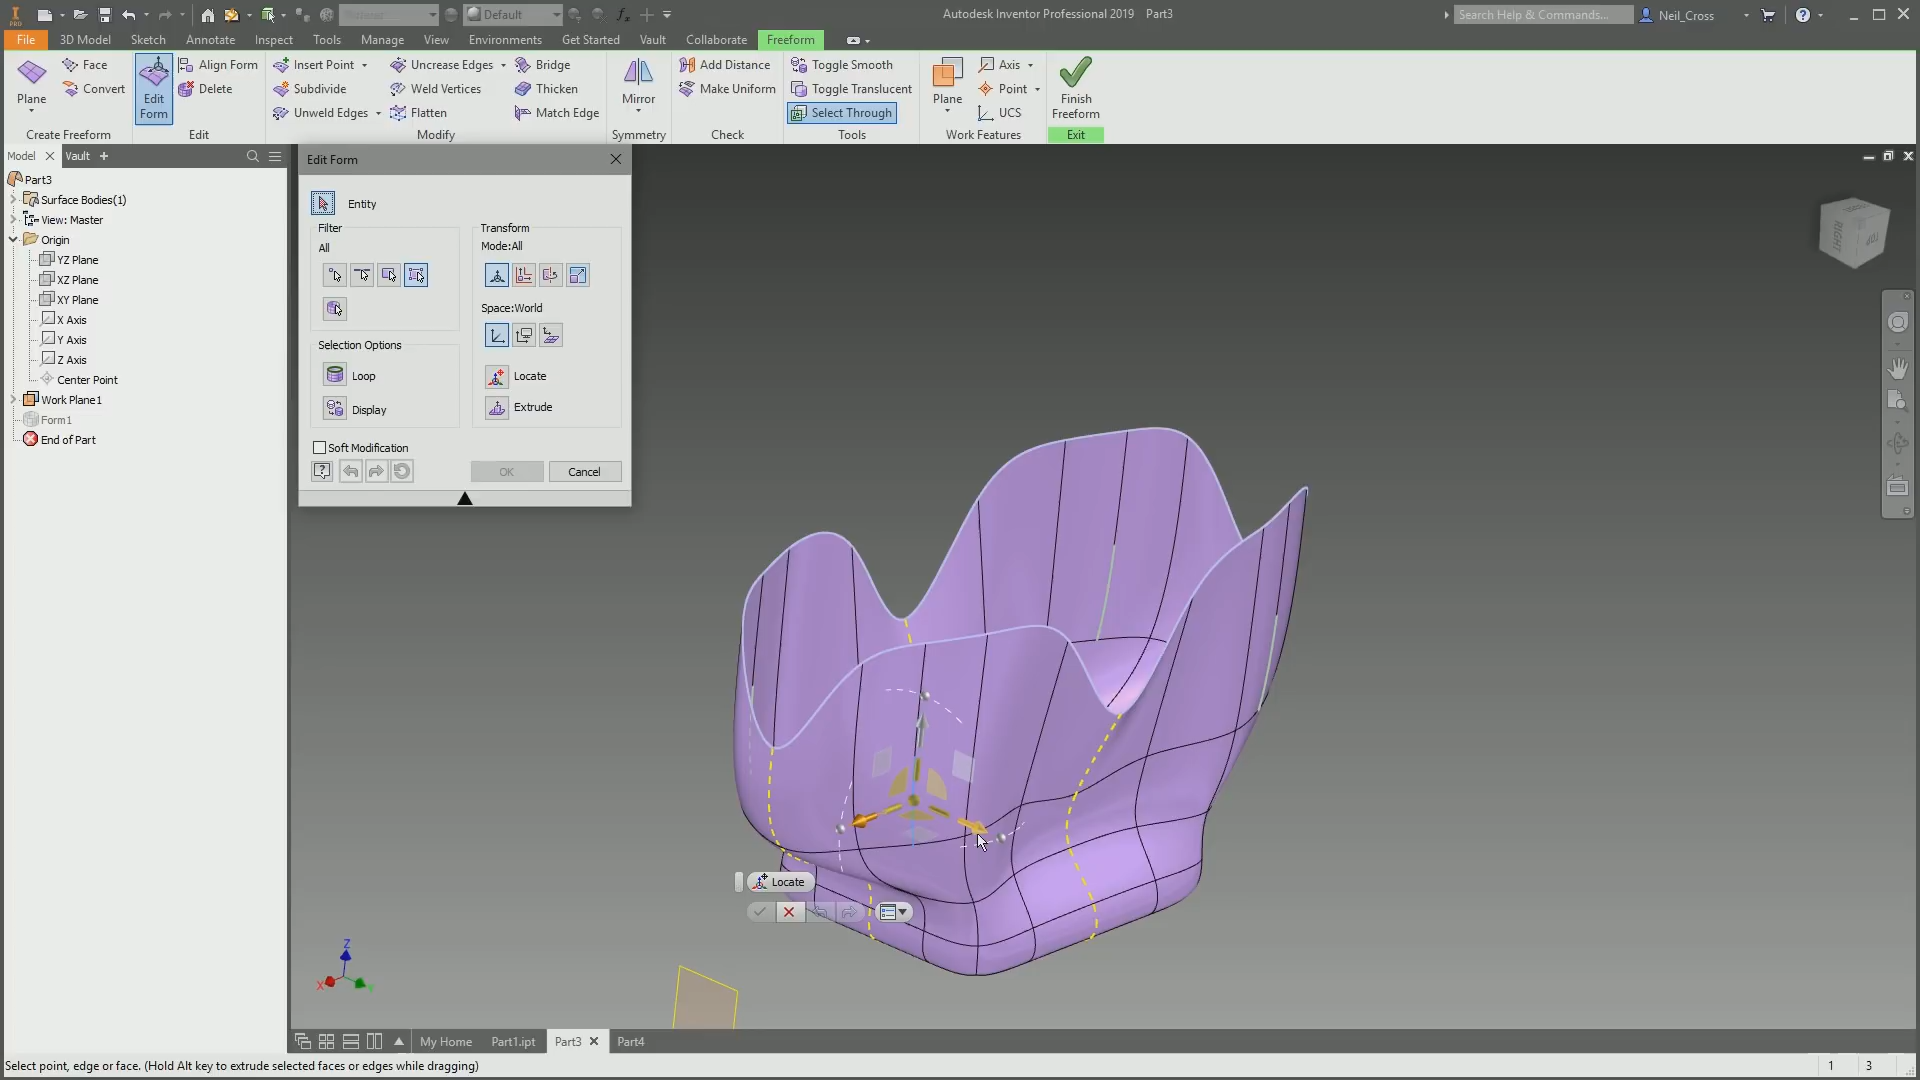 Default
Autodesk Inventor Professional 2019   Part3
Search Help & Commands...
Neil_Cross
File
3D Model
Sketch
Annotate
Inspect
Tools
Manage
View
Environments
Get Started
Vault
Collaborate
Freeform
Plane
Face
Convert
Create Freeform
Edit Form
Align Form
Delete
Edit
Insert Point
Subdivide
Unweld Edges
Uncrease Edges
Weld Vertices
Flatten
Bridge
Thicken
Match Edge
Modify
Mirror
Symmetry
Add Distance
Make Uniform
Check
Toggle Smooth
Toggle Translucent
Select Through
Tools
Plane
Axis
Point
UCS
Work Features
Finish Freeform
Exit
Model
Vault
Part3
Surface Bodies(1)
View: Master
Origin
YZ Plane
XZ Plane
XY Plane
X Axis
Y Axis
Z Axis
Center Point
Work Plane1
Form1
End of Part
Edit Form
Entity
Filter
All
Selection Options
Loop
Display
Transform
Mode:All
Space:World
Locate
Extrude
Soft Modification
OK
Cancel
RIGHT
TOP
Locate
Z
X
Y
My Home
Part1.ipt
Part3
Part4
Select point, edge or face. (Hold Alt key to extrude selected faces or edges while dragging)
1
3